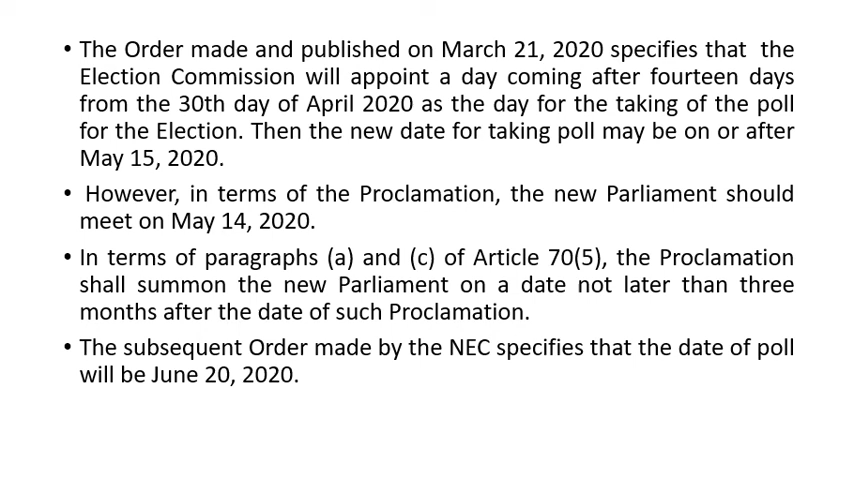 • The Order made and published on March 21, 2020 specifies that the
Election Commission will appoint a day coming after fourteen days
from the 30th day of April 2020 as the day for the taking of the poll
for the Election. Then the new date for taking poll may be on or after
May 15, 2020.
• However, in terms of the Proclamation, the new Parliament should
meet on May 14, 2020.
• In terms of paragraphs (a) and (c) of Article 70(5), the Proclamation
shall summon the new Parliament on a date not later than three
months after the date of such Proclamation.
• The subsequent Order made by the NEC specifies that the date of poll
will be June 20, 2020.